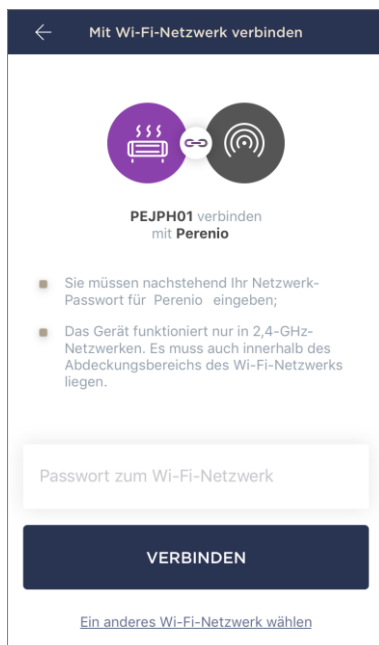 Mit Wi-Fi-Netzwerk verbinden
PEJPH01 verbinden
mit Perenio
Sie müssen nachstehend Ihr Netzwerk-
Passwort für Perenio eingeben;
Das Gerät funktioniert nur in 2,4-GHz-
Netzwerken. Es muss auch innerhalb des
Abdeckungsbereichs des Wi-Fi-Netzwerks
liegen.
Passwort zum Wi-Fi-Netzwerk
VERBINDEN
Ein anderes Wi-Fi-Netzwerk wählen